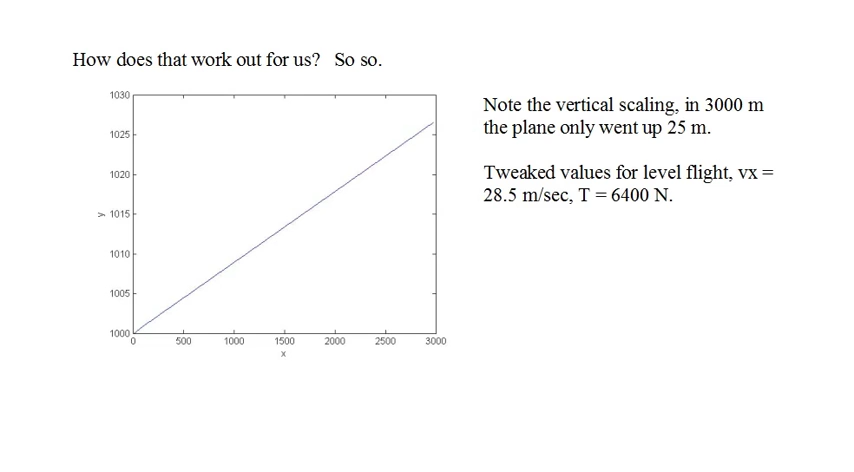 How does that work out for us?   So so.
Note the vertical scaling, in 3000 m
the plane only went up 25 m.
Tweaked values for level flight, vx =
28.5 m/sec, T = 6400 N.
1030
1025
1020
1015
1010
1005
1000
y
0 500 1000 1500 2000 2500 3000
x